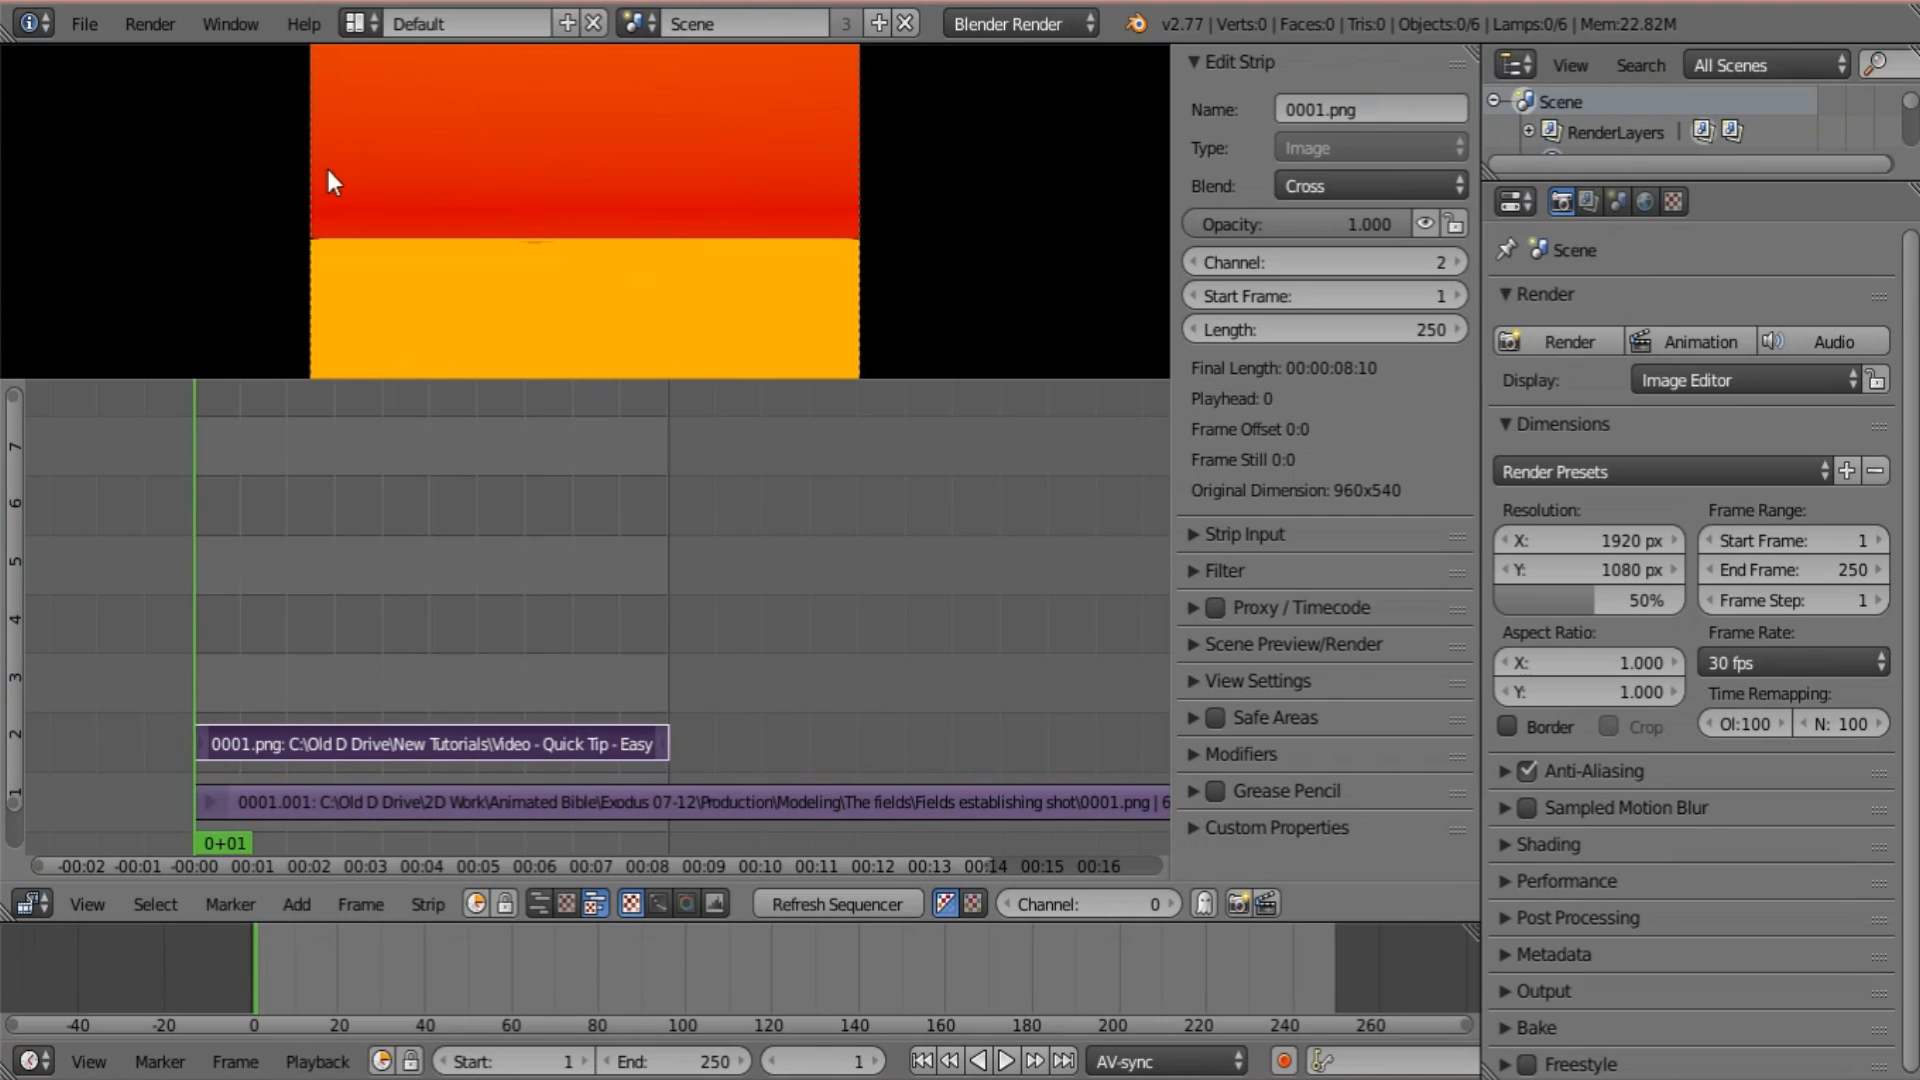 File Render Window Help Default Scene 3 Blender Render v2.77 | Verts:0 | Faces:0 | Tris:0 | Objects:0/6 | Lamps:0/6 | Mem:22.82M
Edit Strip
Name: 0001.png
Type: Image
Blend: Cross
Opacity: 1.000
Channel: 2
Start Frame: 1
Length: 250
Final Length: 00:00:08:10
Playhead: 0
Frame Offset 0:0
Frame Still 0:0
Original Dimension: 960x540
Strip Input
Filter
Proxy / Timecode
Scene Preview/Render
View Settings
Safe Areas
Modifiers
Grease Pencil
Custom Properties
View Search All Scenes
Scene
RenderLayers
Scene
Render
Render Animation Audio
Display: Image Editor
Dimensions
Render Presets
Resolution: Frame Range:
X: 1920 px Start Frame: 1
Y: 1080 px End Frame: 250
50% Frame Step: 1
Aspect Ratio: Frame Rate:
X: 1.000 30 fps
Y: 1.000 Time Remapping:
Border Crop Ol:100 N: 100
Anti-Aliasing
Sampled Motion Blur
Shading
Performance
Post Processing
Metadata
Output
Bake
Freestyle
7
6
5
4
3
2
1
0001.png: C:\Old D Drive\New Tutorials\Video - Quick Tip - Easy
0001.001: C:\Old D Drive\2D Work\Animated Bible\Exodus 07-12\Production\Modeling\The fields\Fields establishing shot\0001.png | 6
0+01
-00:02 -00:01 -00:00 00:01 00:02 00:03 00:04 00:05 00:06 00:07 00:08 00:09 00:10 00:11 00:12 00:13 00:14 00:15 00:16
View Select Marker Add Frame Strip Refresh Sequencer Channel: 0
-40 -20 0 20 40 60 80 100 120 140 160 180 200 220 240 260
View Marker Frame Playback Start: 1 End: 250 1 AV-sync